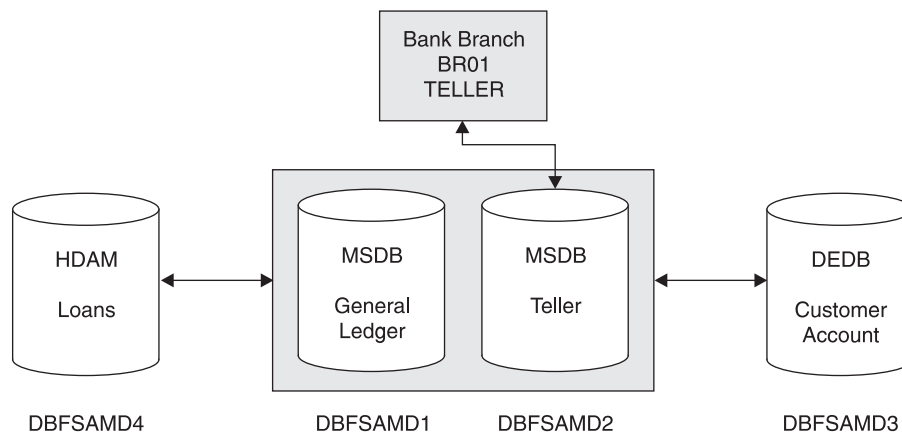 Bank Branch
BR01
TELLER
HDAM
Loans
MSDB
General
Ledger
MSDB
Teller
DEDB
Customer
Account
DBFSAMD4
DBFSAMD1
DBFSAMD2
DBFSAMD3